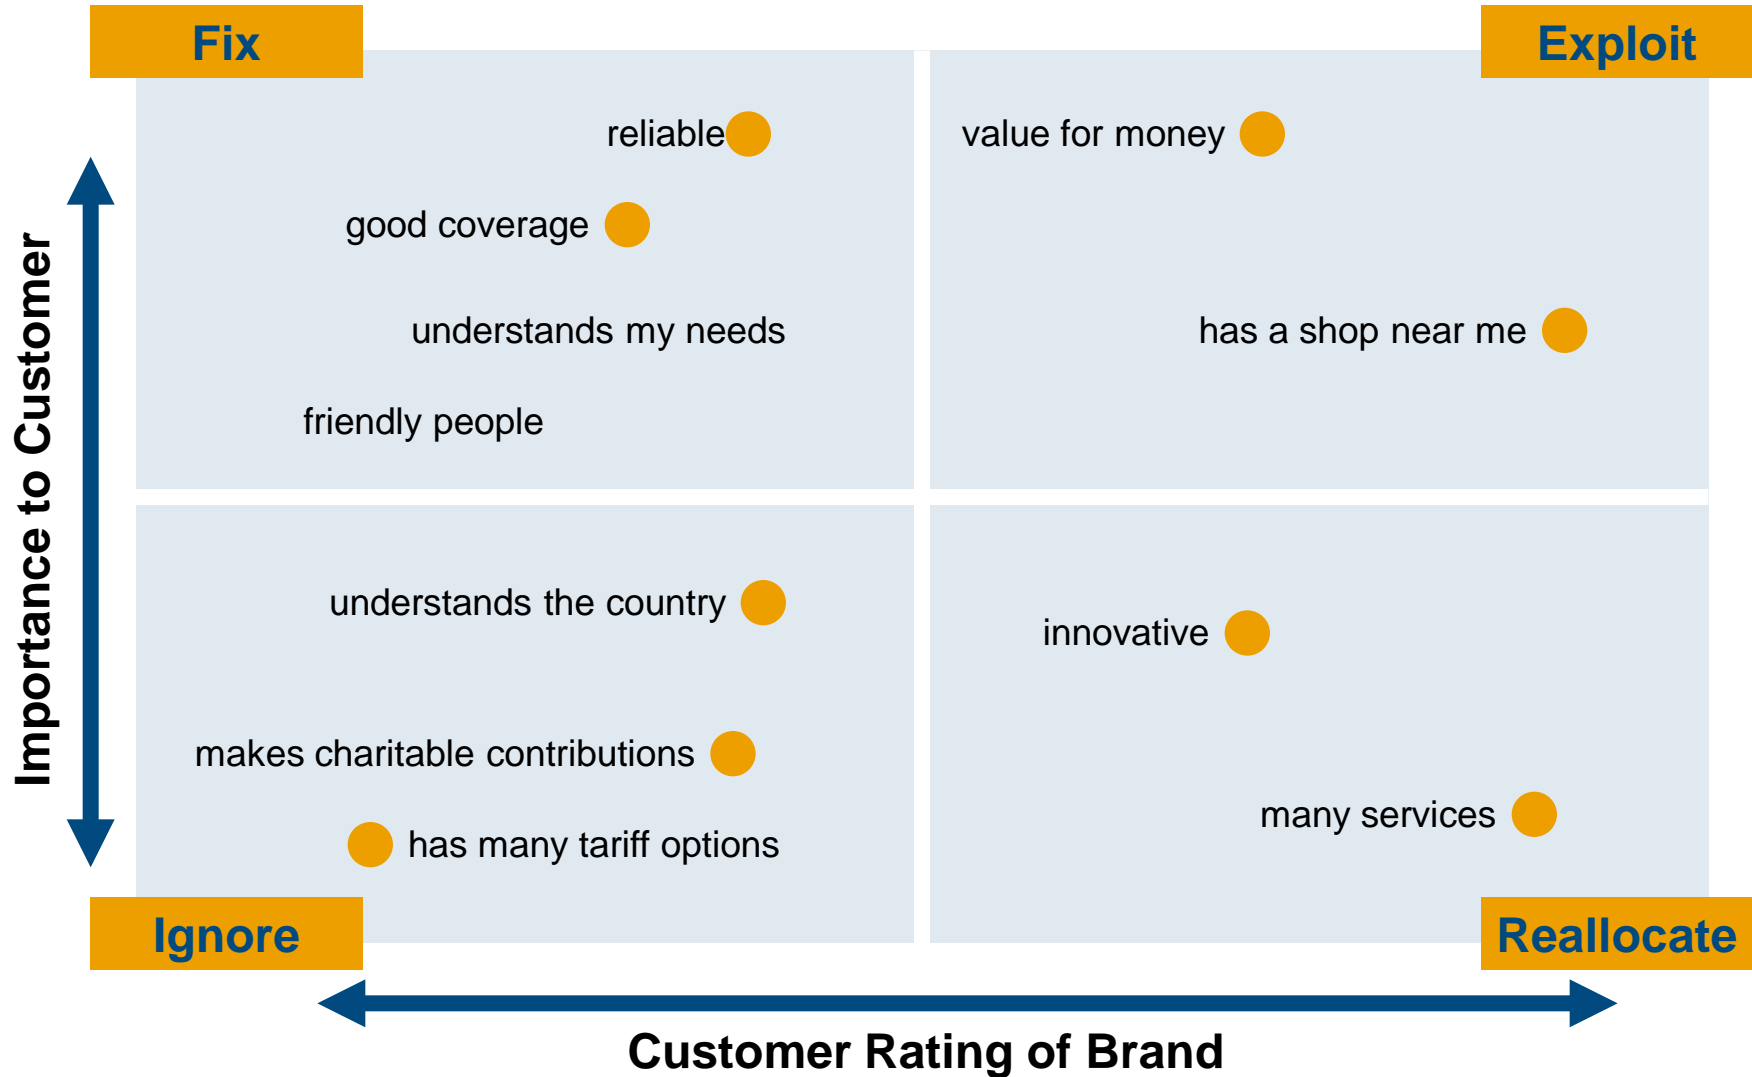 Fix
Exploit
reliable
value for money
good coverage
understands my needs
has a shop near me
friendly people
Importance to Customer
understands the country
innovative
makes charitable contributions
many services
has many tariff options
Ignore
Reallocate
Customer Rating of Brand